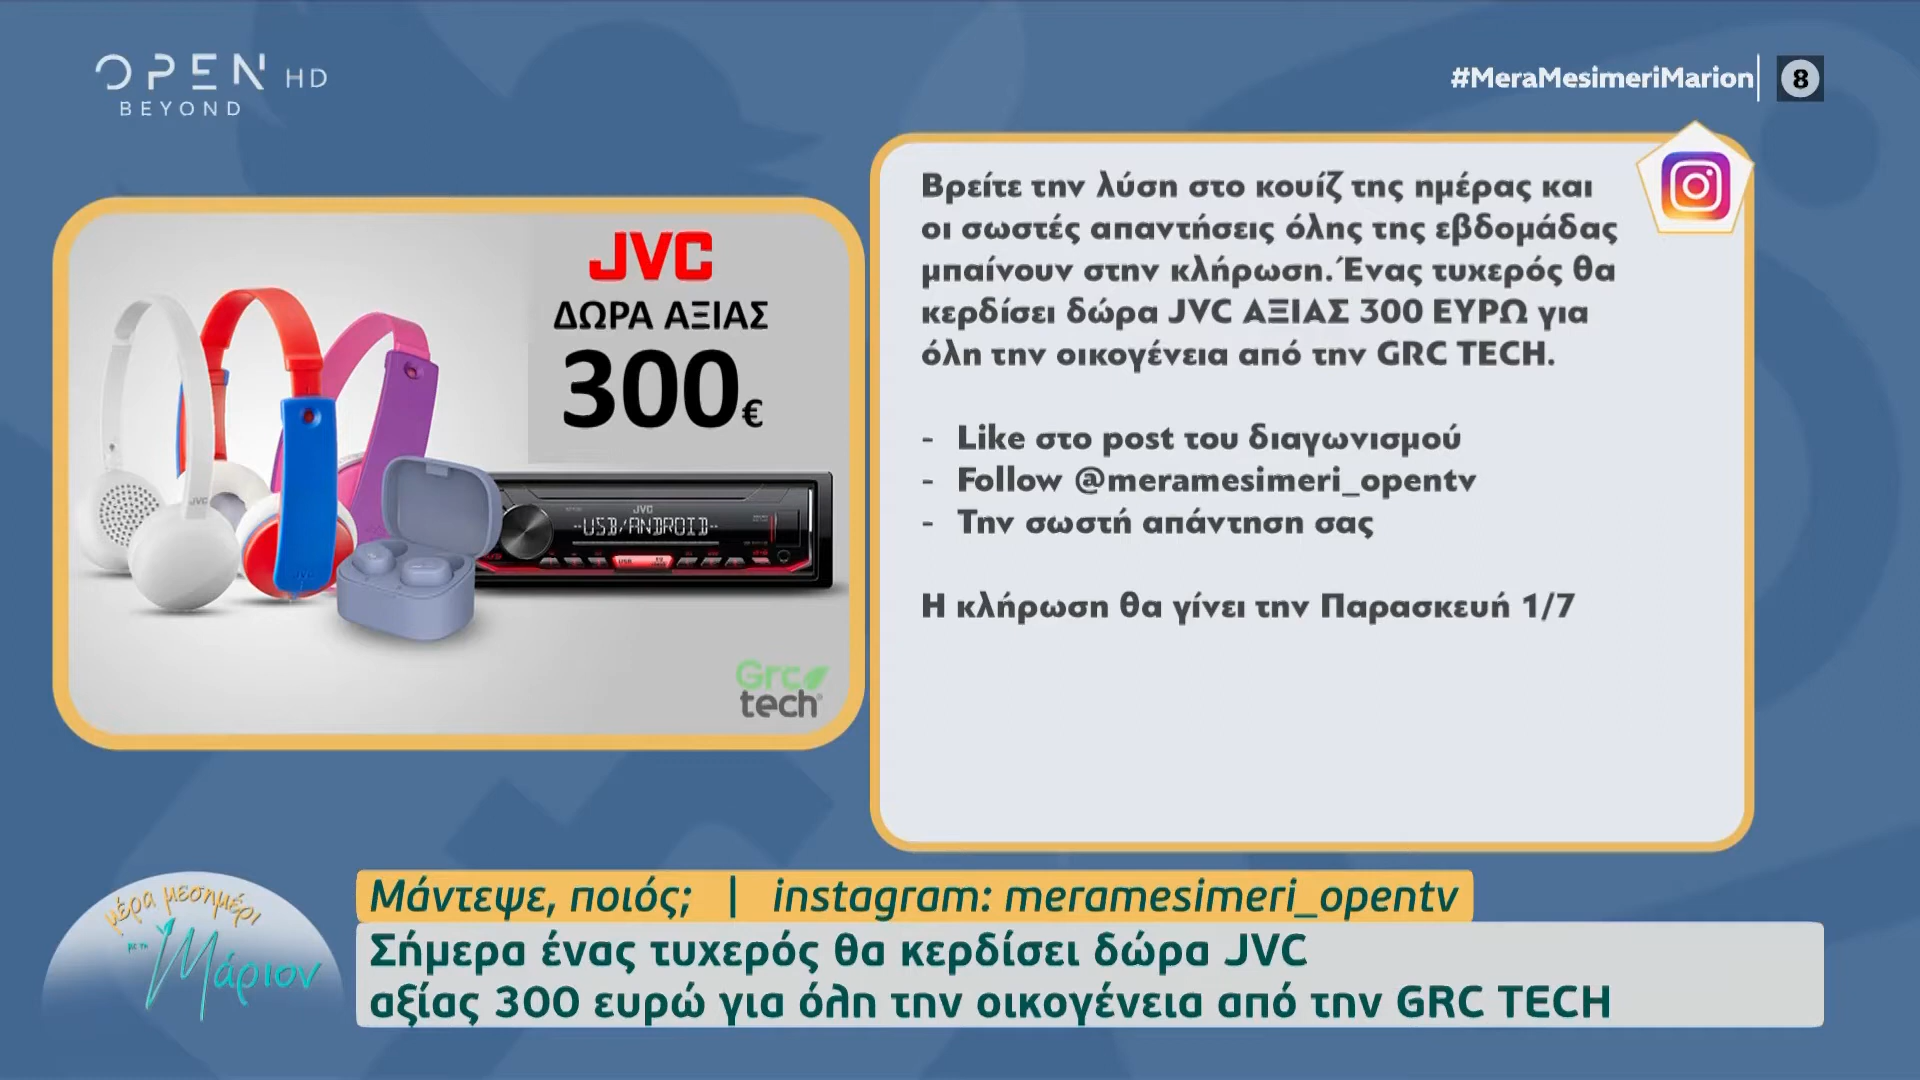 OPEN HD
BEYOND
#MeraMesimeriMarion
8
JVC
ΔΩΡΑ ΑΞΙΑΣ
300€
JVC
JVC
JVC
--USB/ANDROID--
USB
Grc
tech®
Βρείτε την λύση στο κουίζ της ημέρας και
οι σωστές απαντήσεις όλης της εβδομάδας
μπαίνουν στην κλήρωση. Ένας τυχερός θα
κερδίσει δώρα JVC ΑΞΙΑΣ 300 ΕΥΡΩ για
όλη την οικογένεια από την GRC TECH.
- Like στο post του διαγωνισμού
- Follow @meramesimeri_opentv
- Την σωστή απάντηση σας
Η κλήρωση θα γίνει την Παρασκευή 1/7
μέρα μεσημέρι
με τη
Μάριον
Μάντεψε, ποιός; | instagram: meramesimeri_opentv
Σήμερα ένας τυχερός θα κερδίσει δώρα JVC
αξίας 300 ευρώ για όλη την οικογένεια από την GRC TECH